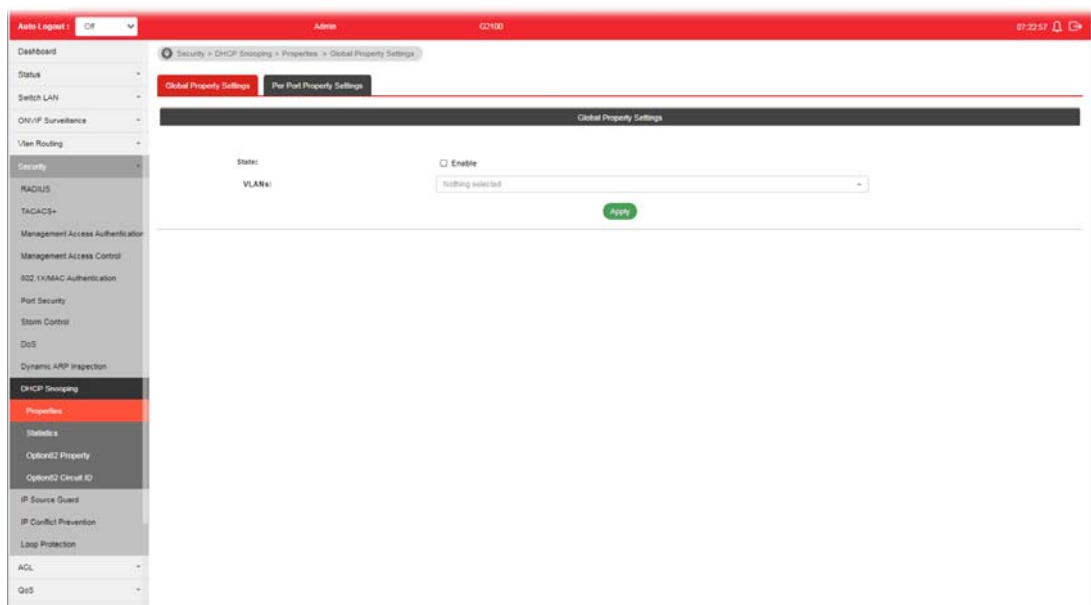 Auto Logout : Off Admin G2100 07:22:57
Dashboard
Status
Switch LAN
ONVIF Surveillance
Vlan Routing
Security
RADIUS
TACACS+
Management Access Authentication
Management Access Control
802.1X/MAC Authentication
Port Security
Storm Control
DoS
Dynamic ARP Inspection
DHCP Snooping
Properties
Statistics
Option82 Property
Option82 Circuit ID
IP Source Guard
IP Conflict Prevention
Loop Protection
ACL
QoS
Security > DHCP Snooping > Properties > Global Property Settings
Global Property Settings Per Port Property Settings
Global Property Settings
State: Enable
VLANs: Nothing selected
Apply